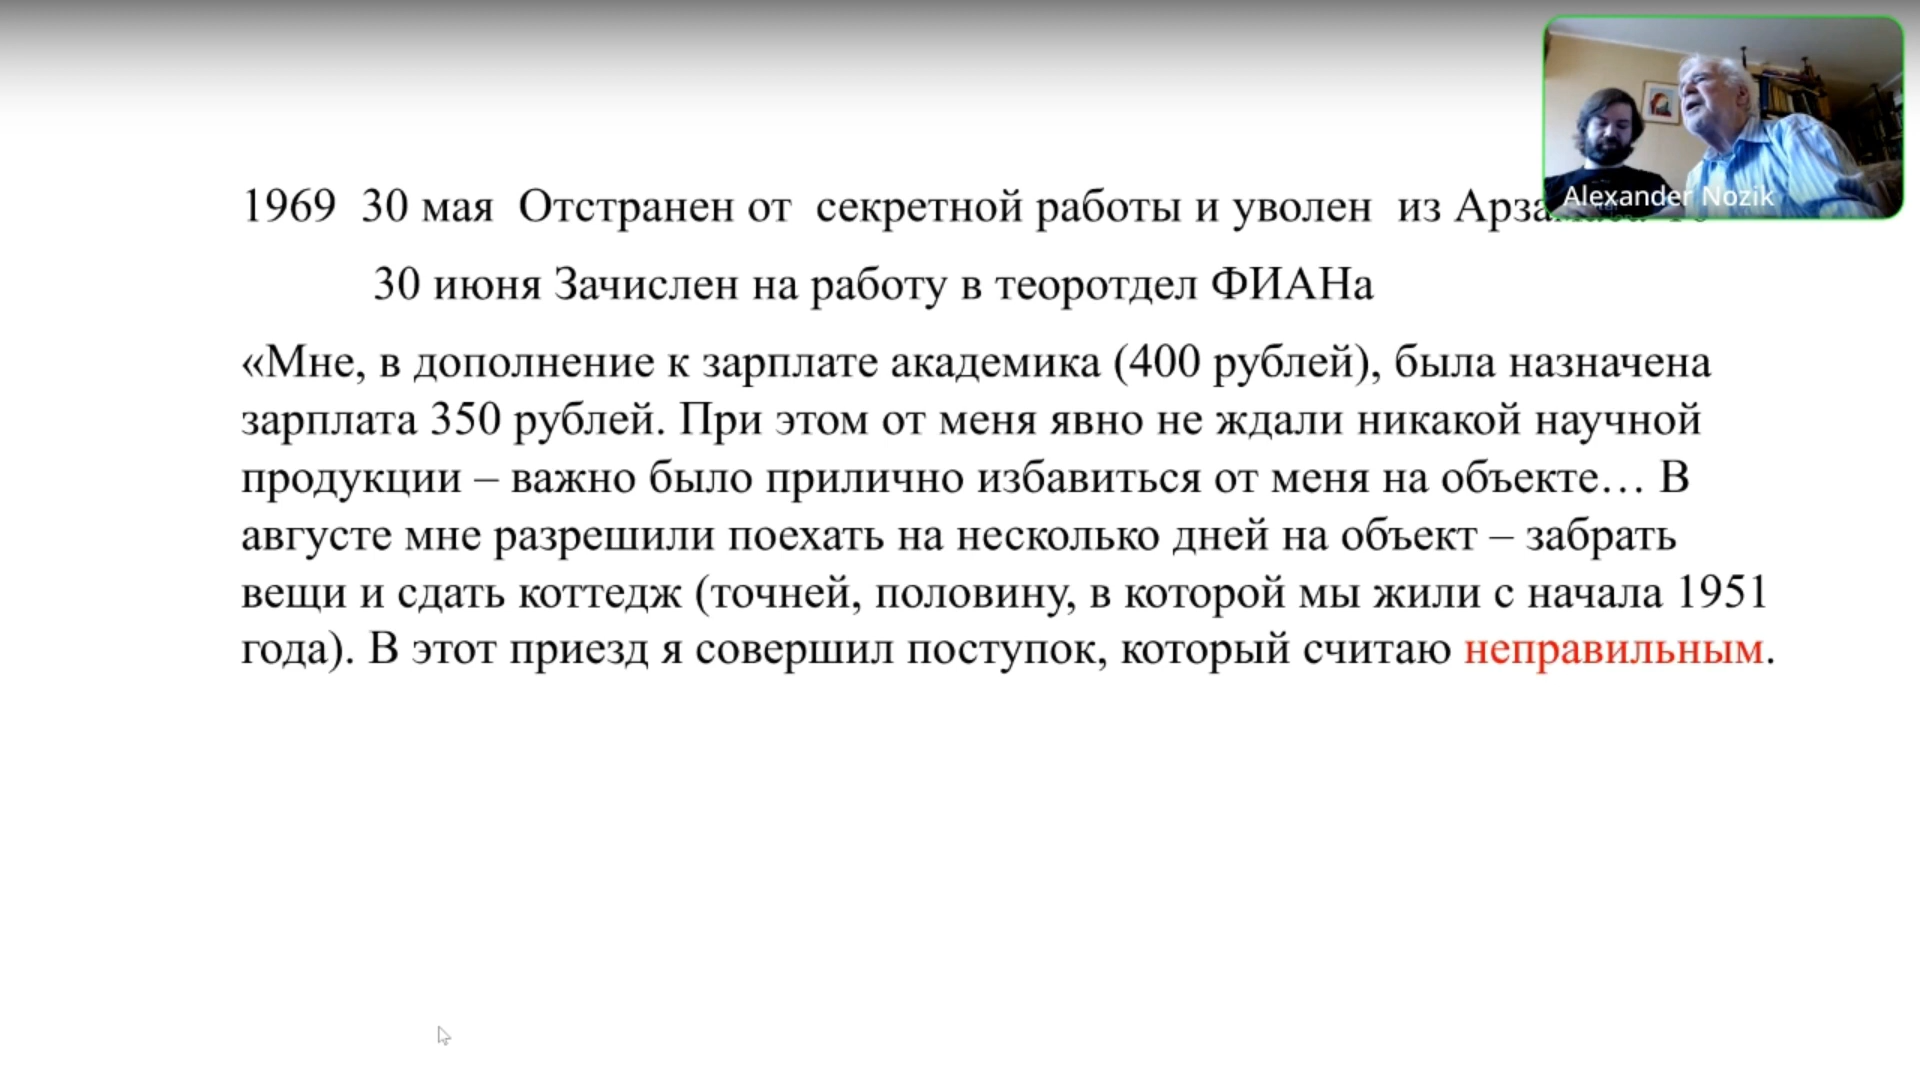 Alexander Nozik
1969 30 мая Отстранен от секретной работы и уволен из
30 июня Зачислен на работу в теоротдел ФИАНа
«Мне, в дополнение к зарплате академика (400 рублей), была назначена
зарплата 350 рублей. При этом от меня явно не ждали никакой научной
продукции – важно было прилично избавиться от меня на объекте… В
августе мне разрешили поехать на несколько дней на объект – забрать
вещи и сдать коттедж (точней, половину, в которой мы жили с начала 1951
года). В этот приезд я совершил поступок, который считаю неправильным.